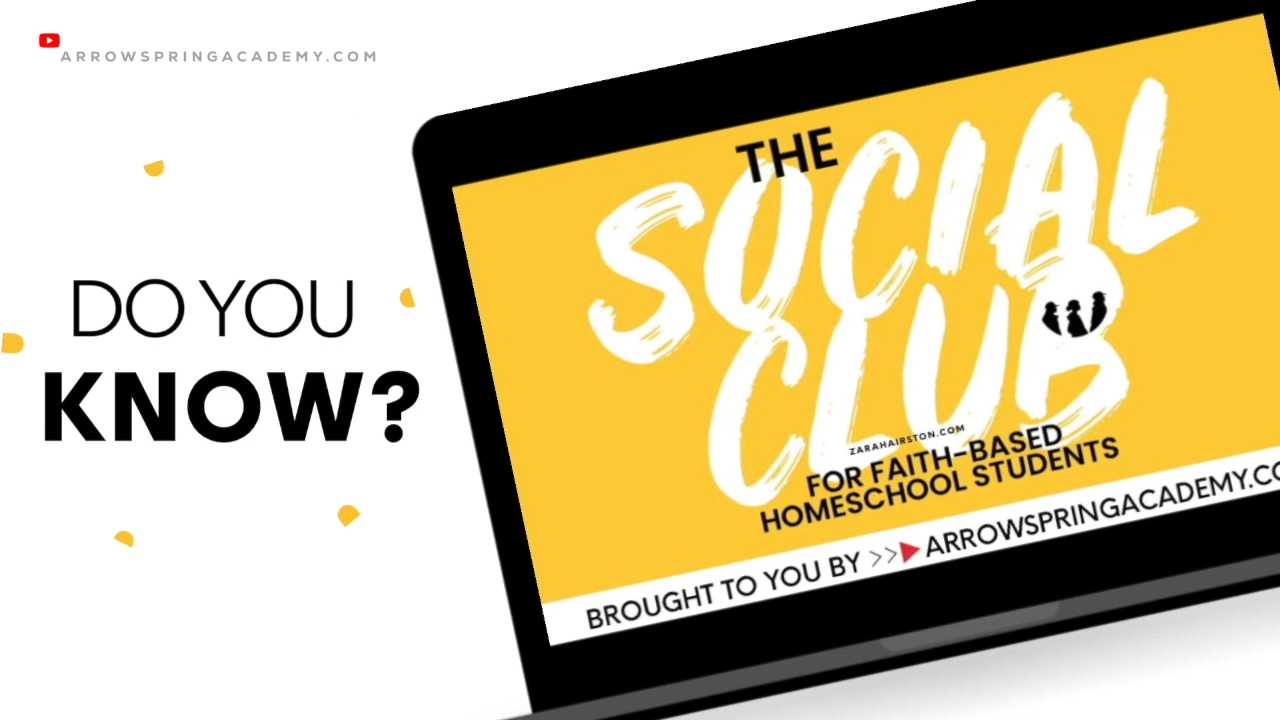 ARROWSPRINGACADEMY.COM
DO YOU
KNOW?
THE
SOCIAL
CLUB
ZARAHAIRSTON.COM
FOR FAITH-BASED
HOMESCHOOL STUDENTS
BROUGHT TO YOU BY >> ARROWSPRINGACADEMY.CO